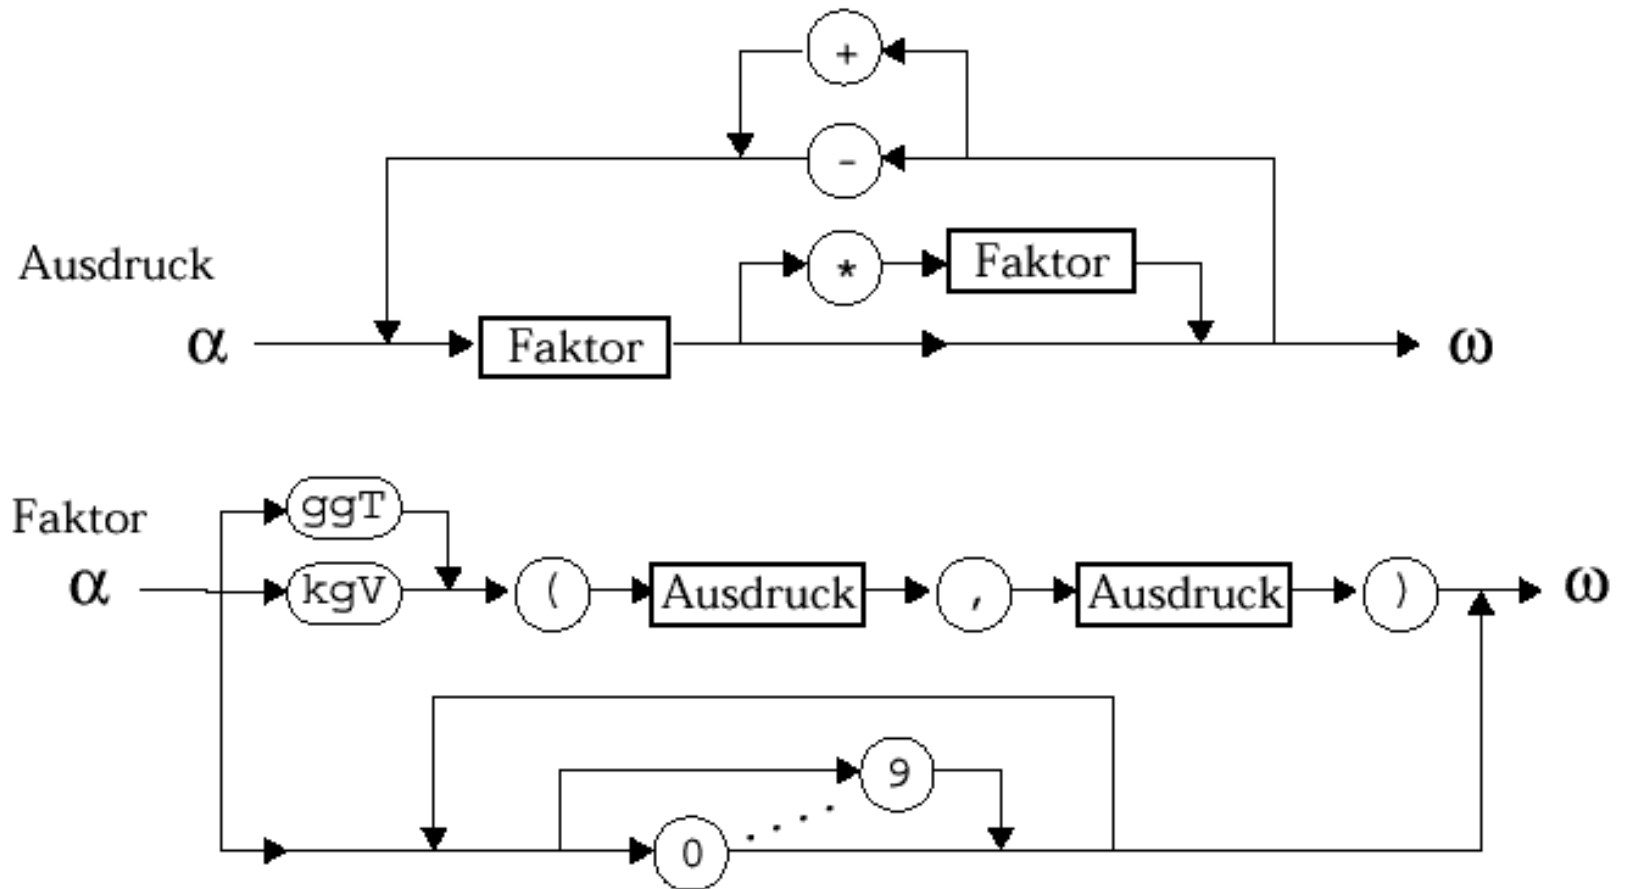 +
-
Ausdruck
* Faktor
α Faktor ω
Faktor
ggT
α kgV ( Ausdruck , Ausdruck ) ω
9
0 ....